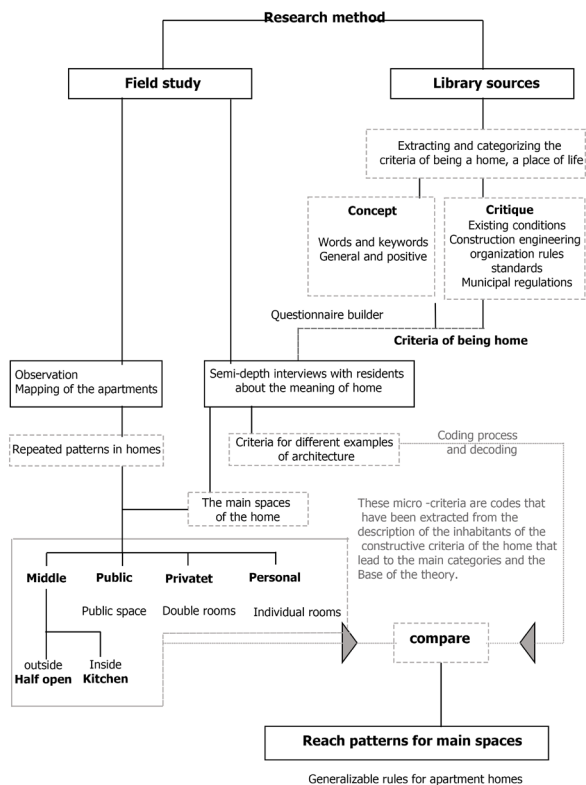 Research method
Field study
Library sources
Extracting and categorizing the
criteria of being a home, a place of life
Concept
Words and keywords
General and positive
Critique
Existing conditions
Construction engineering
organization rules
standards
Municipal regulations
Questionnaire builder
Criteria of being home
Observation
Mapping of the apartments
Semi-depth interviews with residents
about the meaning of home
Repeated patterns in homes
Criteria for different examples
of architecture
Coding process
and decoding
The main spaces
of the home
These micro -criteria are codes that
have been extracted from the
description of the inhabitants of the
constructive criteria of the home that
lead to the main categories and the
Base of the theory.
Middle
Public
Privatet
Personal
Public space
Double rooms
Individual rooms
outside
Half open
Inside
Kitchen
compare
Reach patterns for main spaces
Generalizable rules for apartment homes